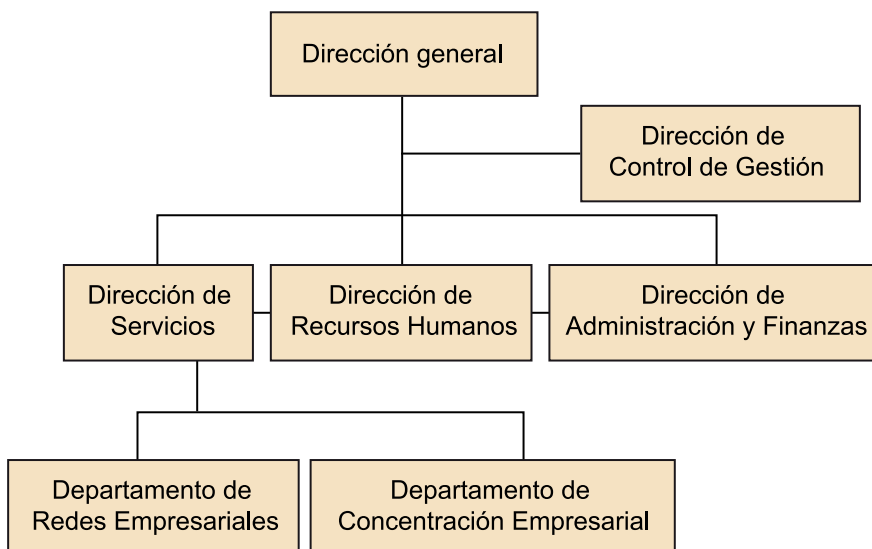 Dirección general
Dirección de
Control de Gestión
Dirección de
Servicios
Dirección de
Recursos Humanos
Dirección de
Administración y Finanzas
Departamento de
Redes Empresariales
Departamento de
Concentración Empresarial